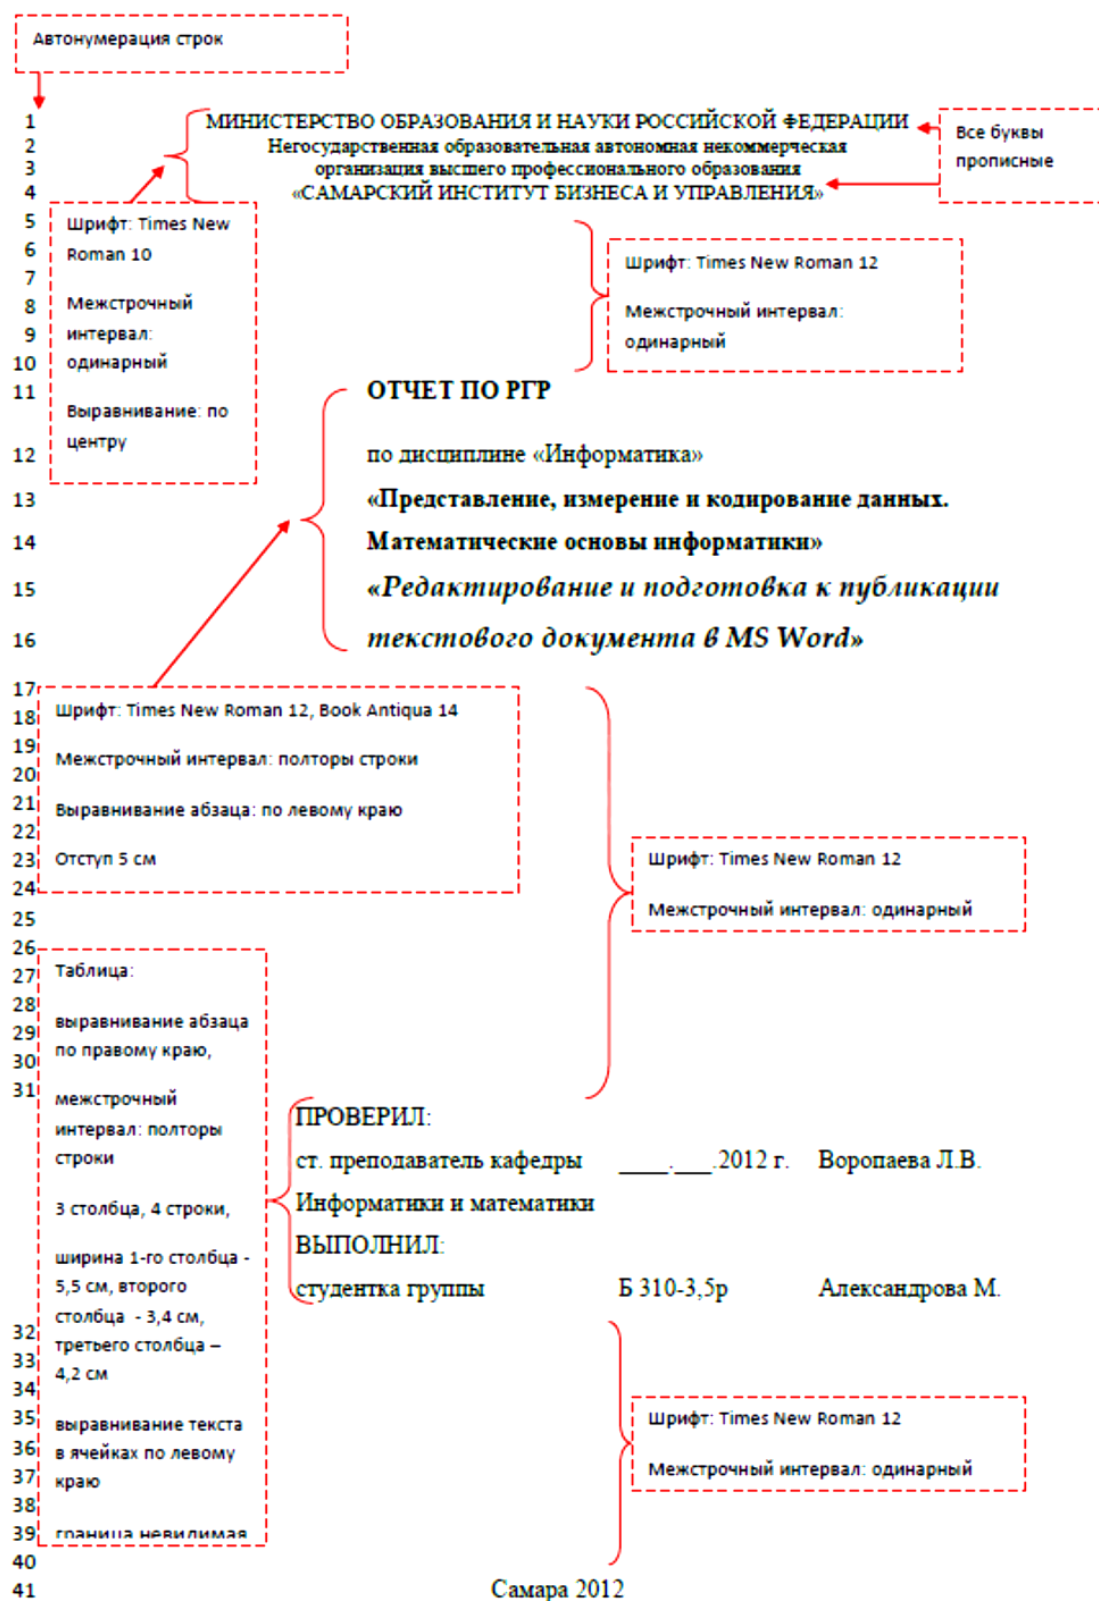 Автонумерация строк
1 МИНИСТЕРСТВО ОБРАЗОВАНИЯ И НАУКИ РОССИЙСКОЙ ФЕДЕРАЦИИ
2 Негосударственная образовательная автономная некоммерческая
3 организация высшего профессионального образования
4 «САМАРСКИЙ ИНСТИТУТ БИЗНЕСА И УПРАВЛЕНИЯ»
Все буквы
прописные
5
6
7
8
9
10
Шрифт: Times New
Roman 10
Межстрочный
интервал:
одинарный
Выравнивание: по
центру
Шрифт: Times New Roman 12
Межстрочный интервал:
одинарный
11 ОТЧЕТ ПО РГР
12 по дисциплине «Информатика»
13 «Представление, измерение и кодирование данных.
14 Математические основы информатики»
15 «Редактирование и подготовка к публикации
16 текстового документа в MS Word»
17
18
19
20
21
22
23
24
25
26
27
28
29
30
31
Шрифт: Times New Roman 12, Book Antiqua 14
Межстрочный интервал: полторы строки
Выравнивание абзаца: по левому краю
Отступ 5 см
Шрифт: Times New Roman 12
Межстрочный интервал: одинарный
Таблица:
выравнивание абзаца
по правому краю,
межстрочный
интервал: полторы
строки
3 столбца, 4 строки,
ширина 1-го столбца -
5,5 см, второго
столбца - 3,4 см,
третьего столбца –
4,2 см
выравнивание текста
в ячейках по левому
краю
граница невидимая
ПРОВЕРИЛ:
ст. преподаватель кафедры ____.___.2012 г. Воропаева Л.В.
Информатики и математики
ВЫПОЛНИЛ:
студентка группы Б 310-3,5р Александрова М.
32
33
34
35
36
37
38
39
40
Шрифт: Times New Roman 12
Межстрочный интервал: одинарный
41 Самара 2012